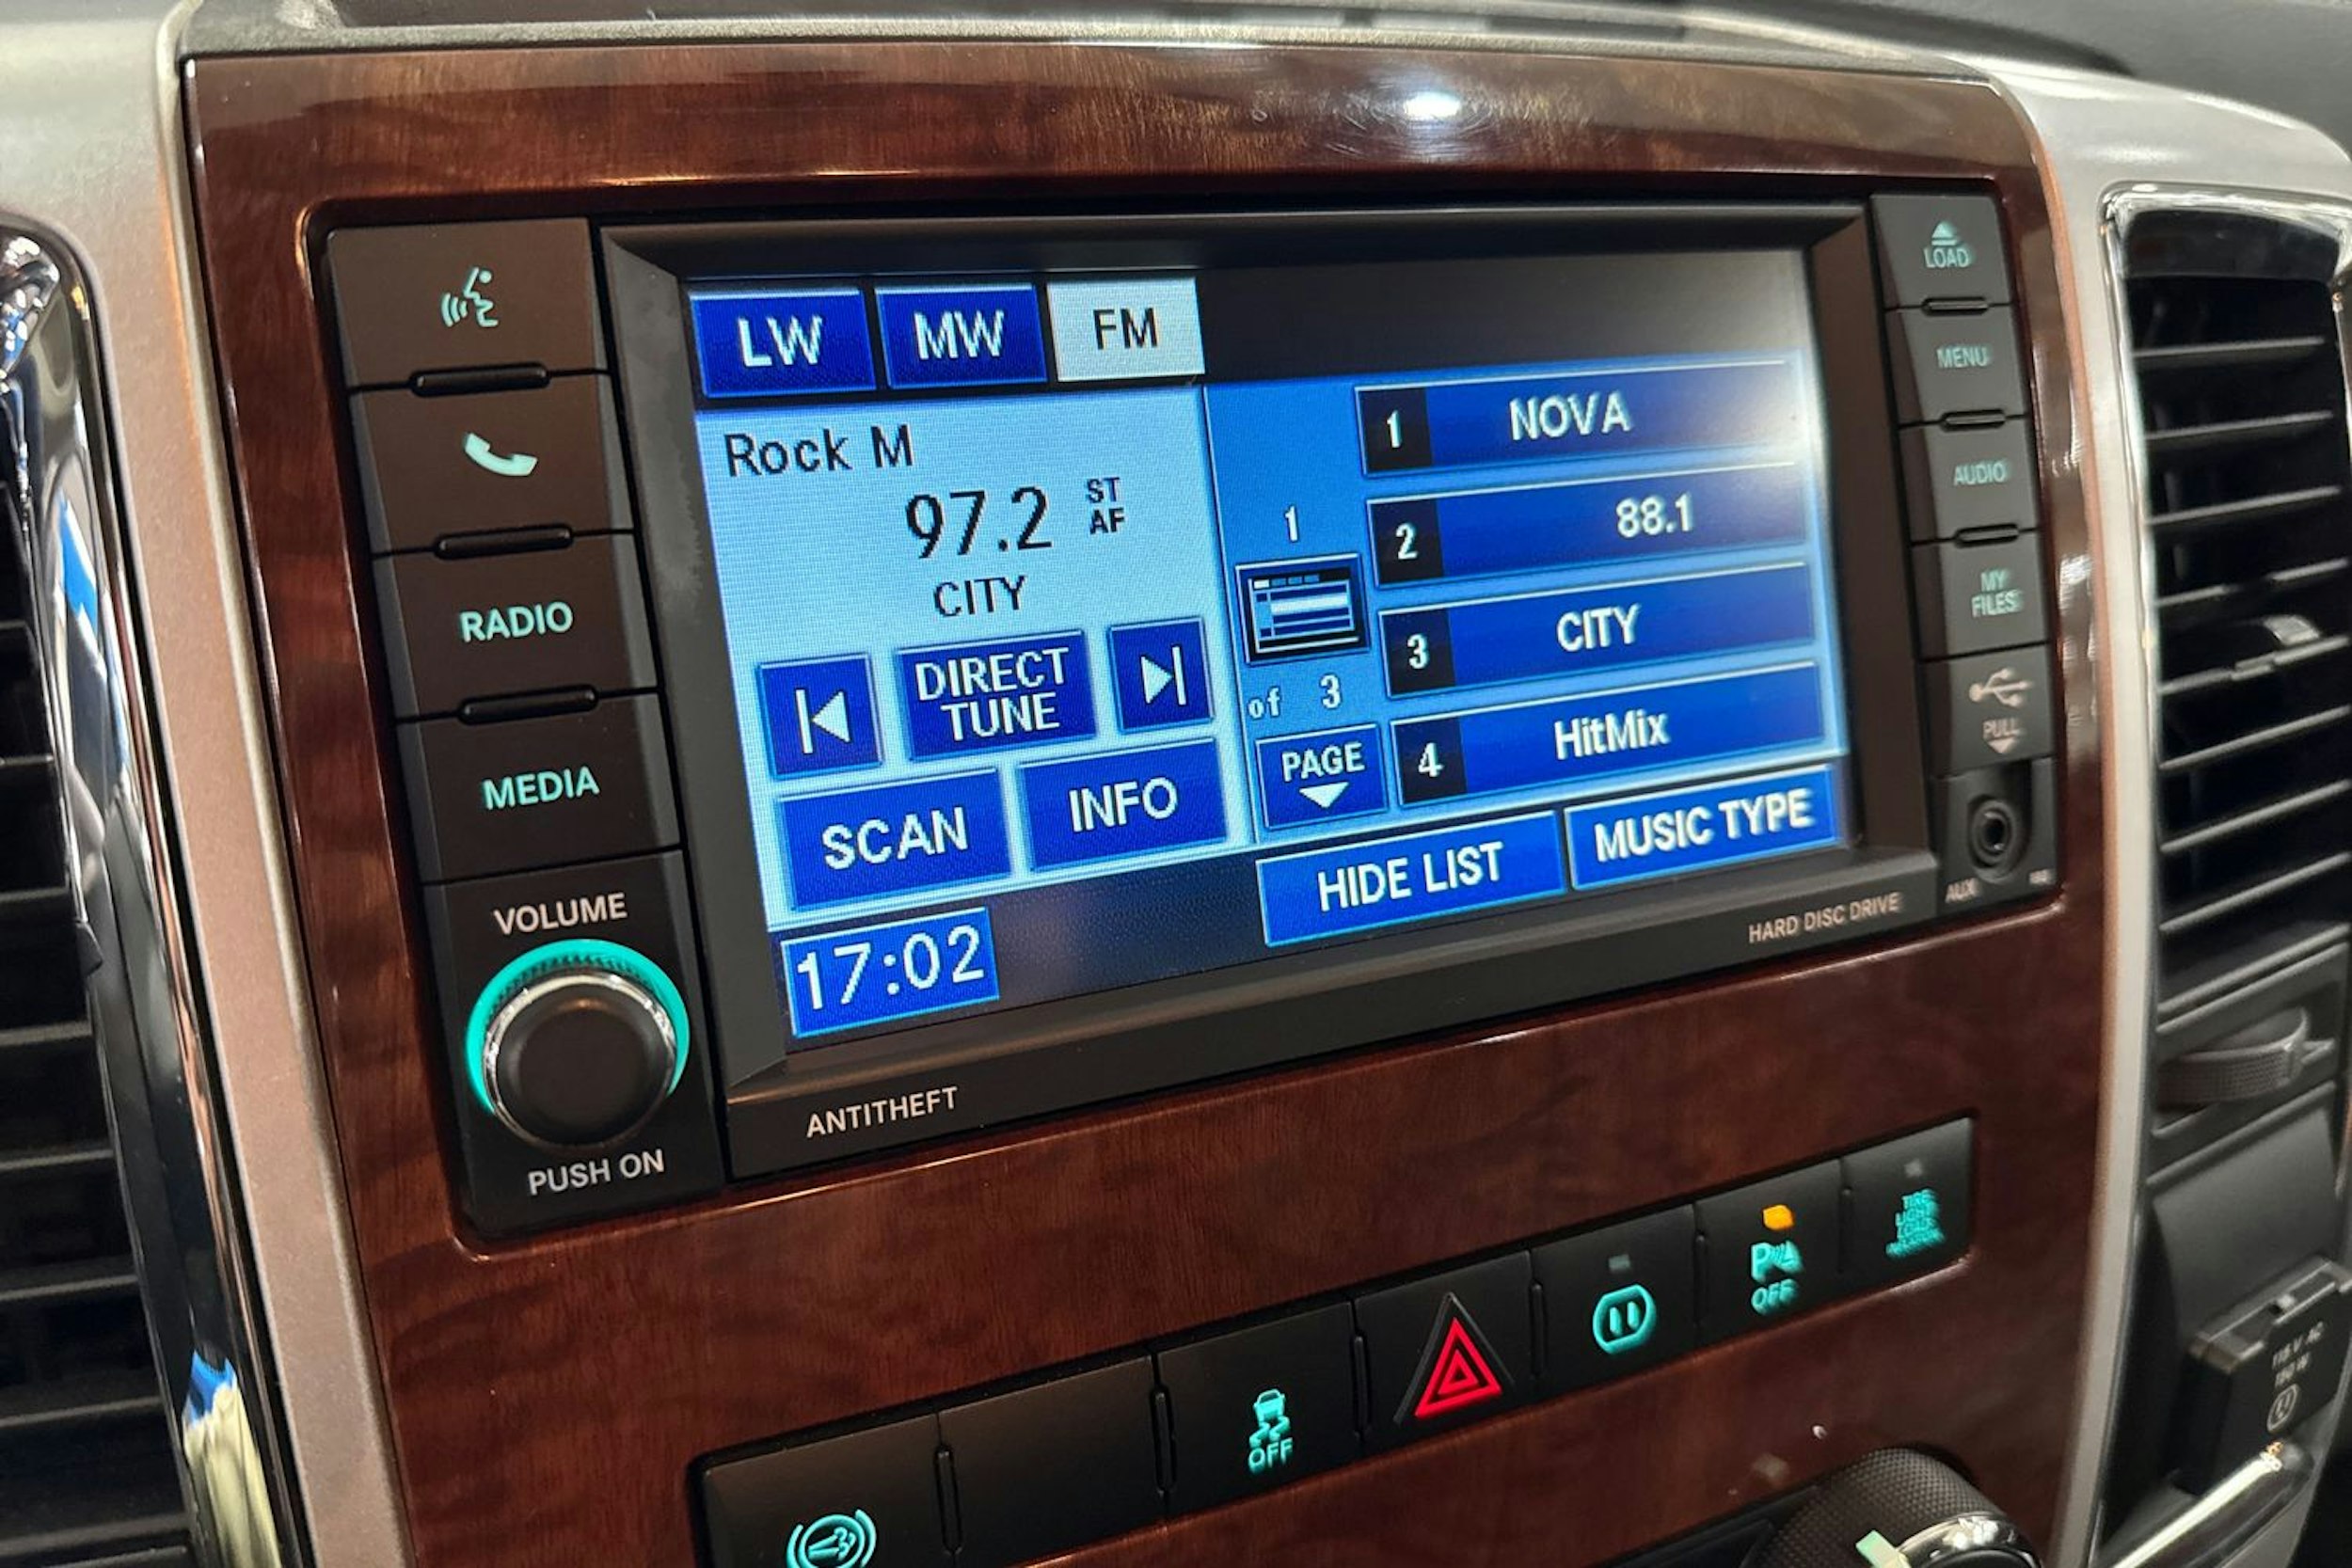 LW MW FM
Rock M
97.2 ST
AF
CITY
DIRECT
TUNE
SCAN INFO
17:02
1
of 3
PAGE
1 NOVA
2 88.1
3 CITY
4 HitMix
HIDE LIST MUSIC TYPE
RADIO
MEDIA
VOLUME
PUSH ON
ANTITHEFT
HARD DISC DRIVE
LOAD
MENU
AUDIO
MY
FILES
PULL
AUX
OFF
P OFF
115 V AC